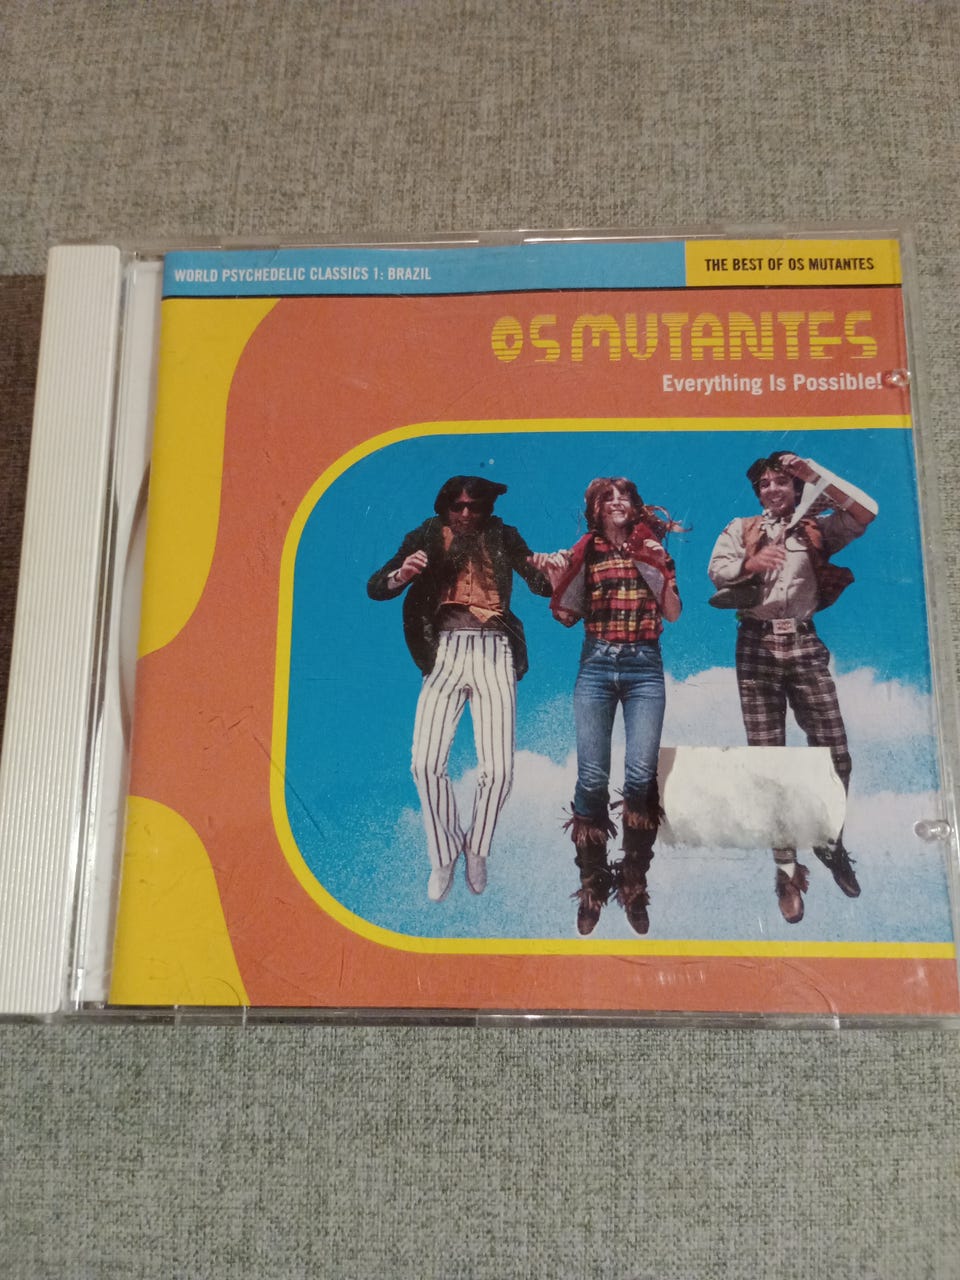 WORLD PSYCHEDELIC CLASSICS 1: BRAZIL
THE BEST OF OS MUTANTES
OS MUTANTES
Everything Is Possible!